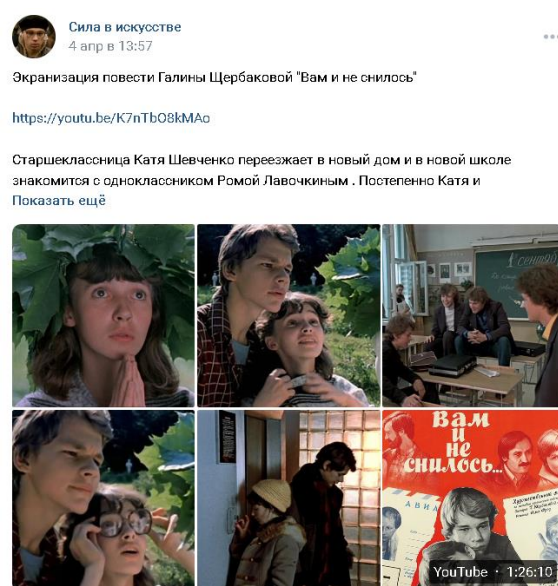 Сила в искусстве
4 апр в 13:57
Экранизация повести Галины Щербаковой "Вам и не снилось"
https://youtu.be/K7nTbO8kMAo
Старшеклассница Катя Шевченко переезжает в новый дом и в новой школе
знакомится с одноклассником Ромой Лавочкиным . Постепенно Катя и
Показать ещё
1 сентяб
Вам
и
не
снилось...
АВИА
YouTube · 1:26:10